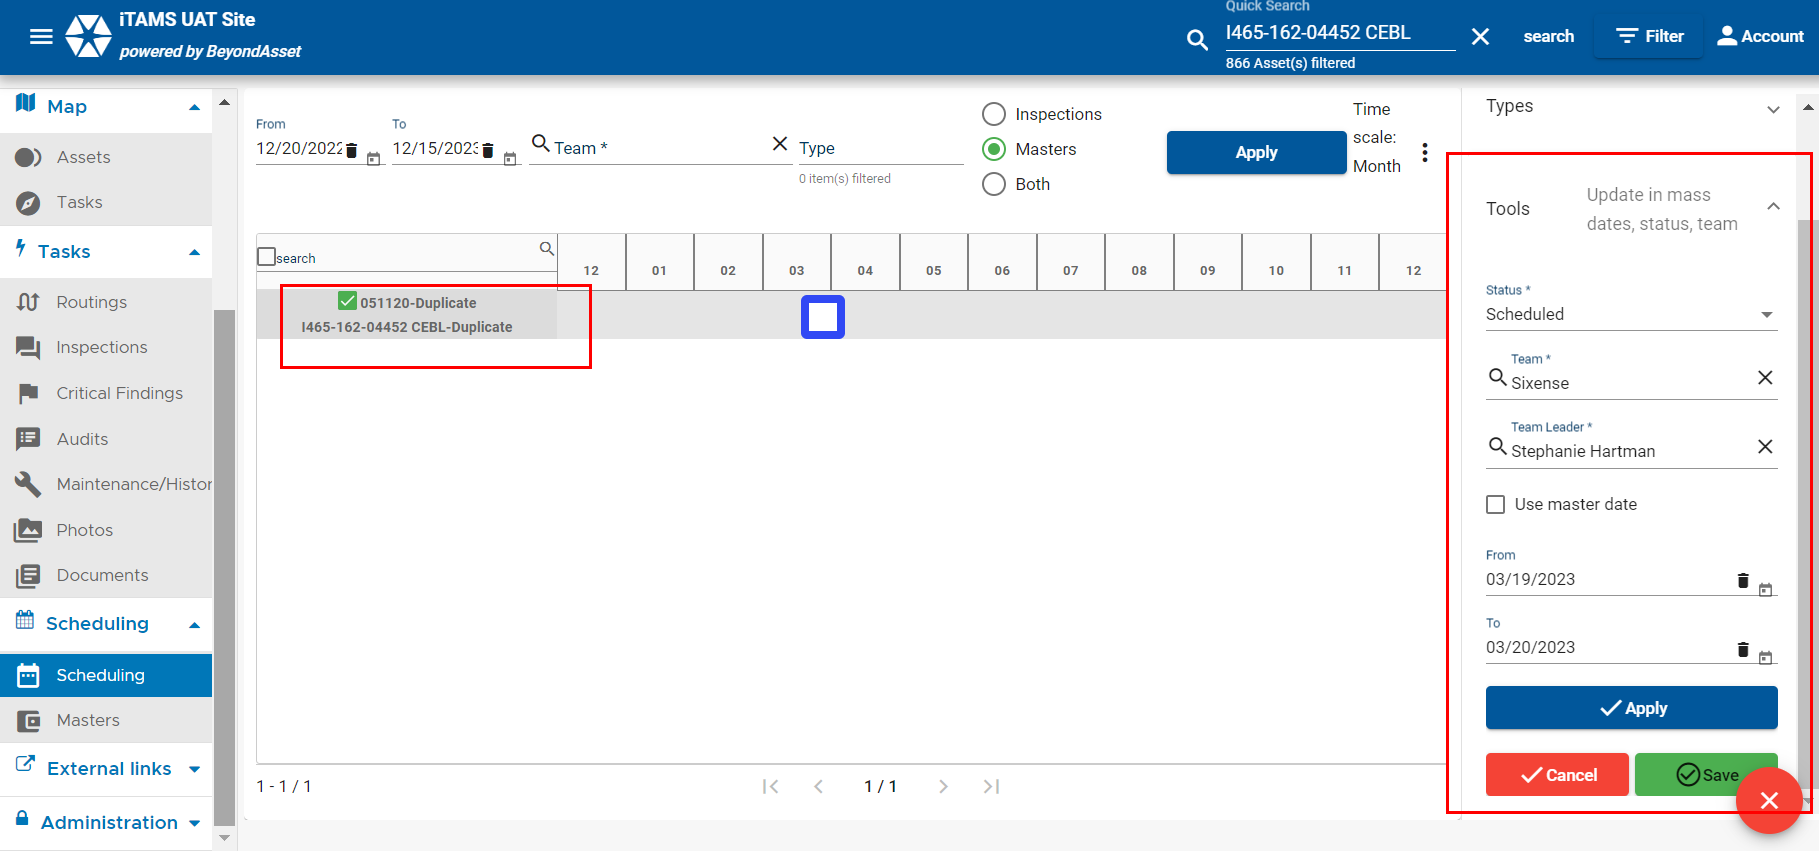 iTAMS UAT Site
powered by BeyondAsset
Quick Search
I465-162-04452 CEBL
866 Asset(s) filtered
search
Filter
Account
Map
Assets
Tasks
Tasks
Routings
Inspections
Critical Findings
Audits
Maintenance/Histor
Photos
Documents
Scheduling
Scheduling
Masters
External links
Administration
From
12/20/2022
To
12/15/2023
Team *
Type
0 item(s) filtered
Inspections
Masters
Both
Apply
Time
scale:
Month
search
12 01 02 03 04 05 06 07 08 09 10 11 12
051120-Duplicate
I465-162-04452 CEBL-Duplicate
1 - 1 / 1
1 / 1
Types
Tools
Update in mass
dates, status, team
Status *
Scheduled
Team *
Sixense
Team Leader *
Stephanie Hartman
Use master date
From
03/19/2023
To
03/20/2023
Apply
Cancel
Save